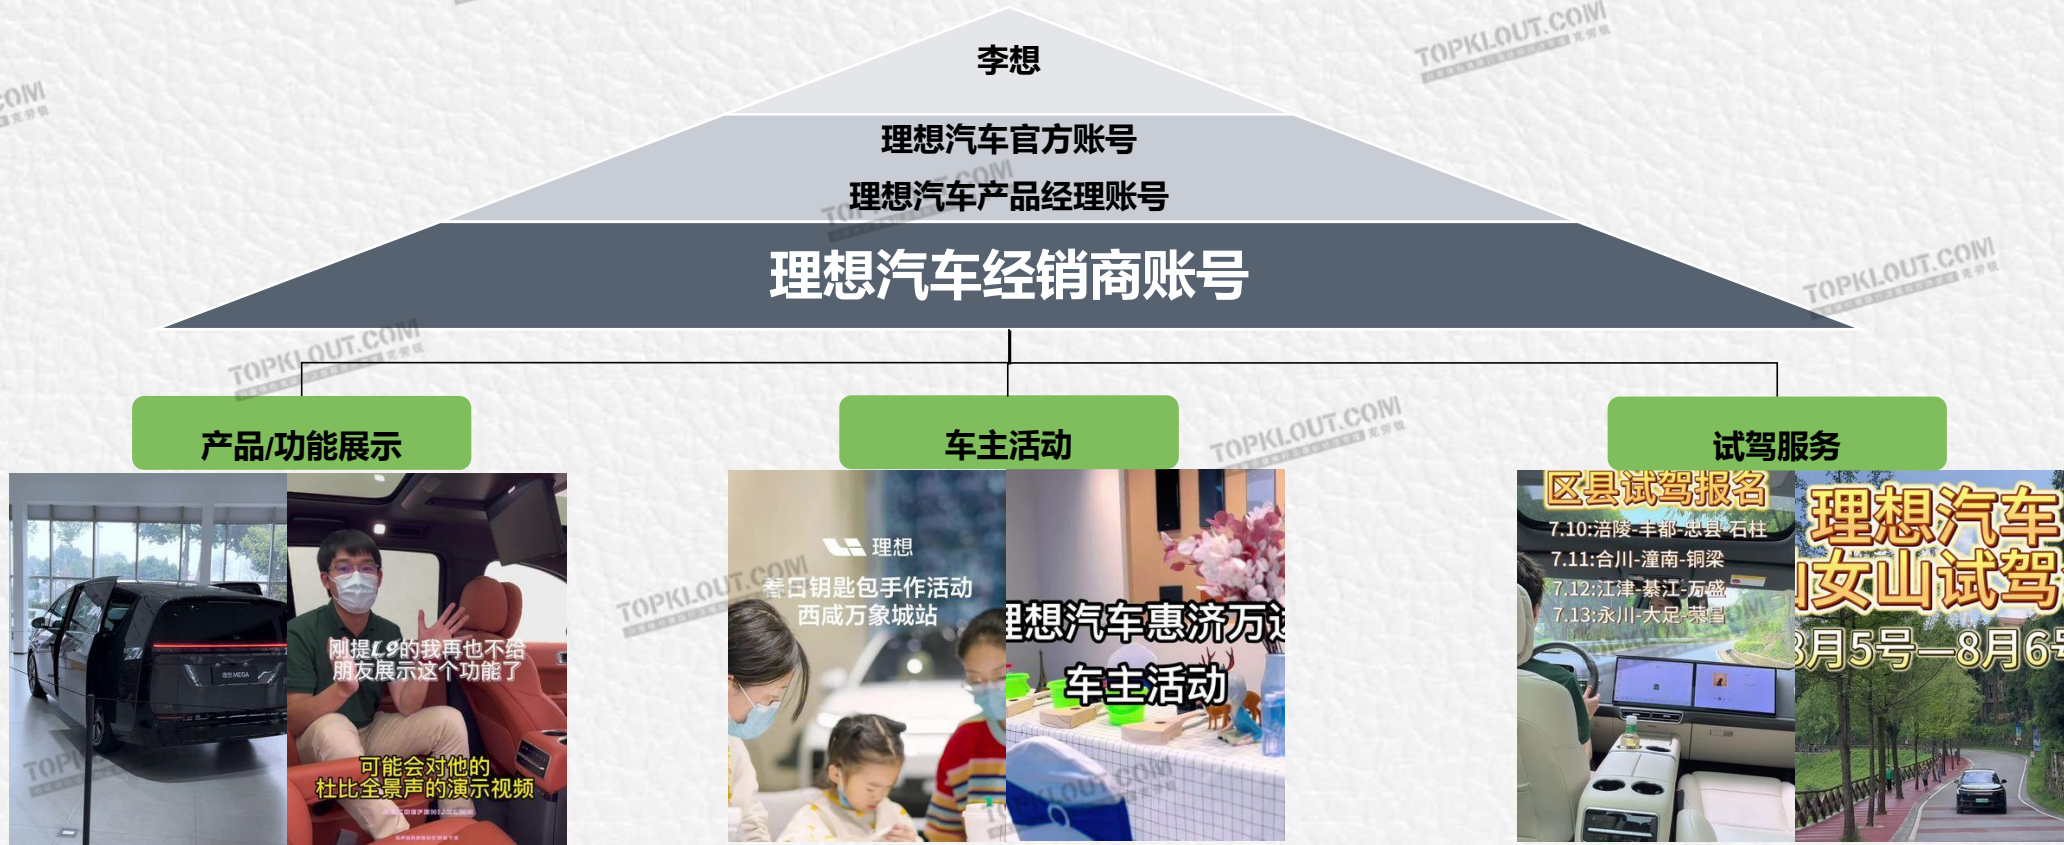 李想
理想汽车官方账号
理想汽车产品经理账号
理想汽车经销商账号
产品/功能展示
车主活动
试驾服务
理想 MEGA
刚提L9的我再也不给
朋友展示这个功能了
可能会对他的
杜比全景声的演示视频
理想
春日钥匙包手作活动
西咸万象城站
理想汽车惠济万达
车主活动
区县试驾报名
7.10:涪陵-丰都-忠县-石柱
7.11:合川-潼南-铜梁
7.12:江津-綦江-万盛
7.13:永川-大足-荣昌
理想汽车
女山试驾
8月5号—8月6号
TOPKLOUT.COM
克劳锐